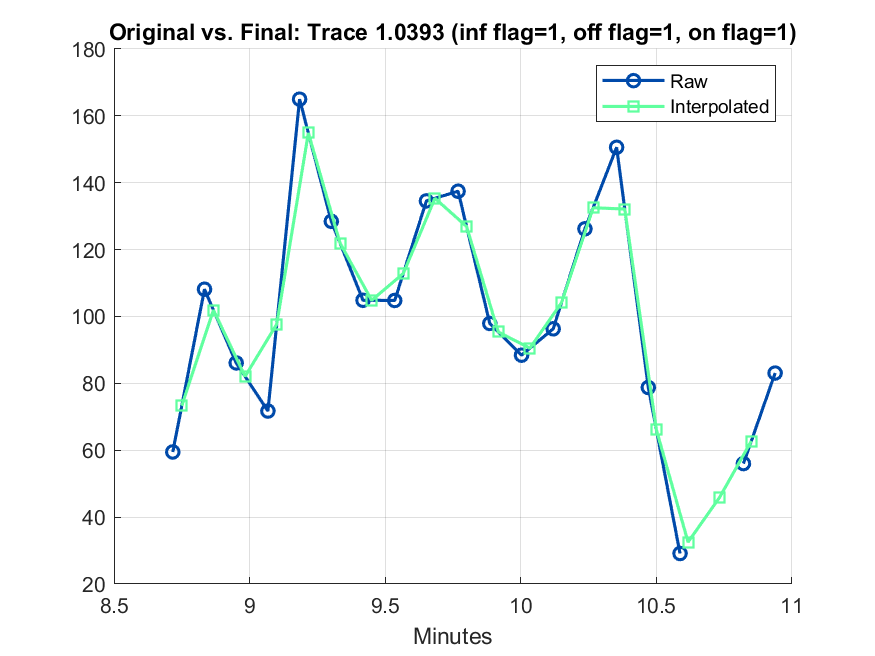 Original vs. Final: Trace 1.0393 (inf flag=1, off flag=1, on flag=1)
180
160
140
120
100
80
60
40
20
Raw
Interpolated
8.5 9 9.5 10 10.5 11
Minutes